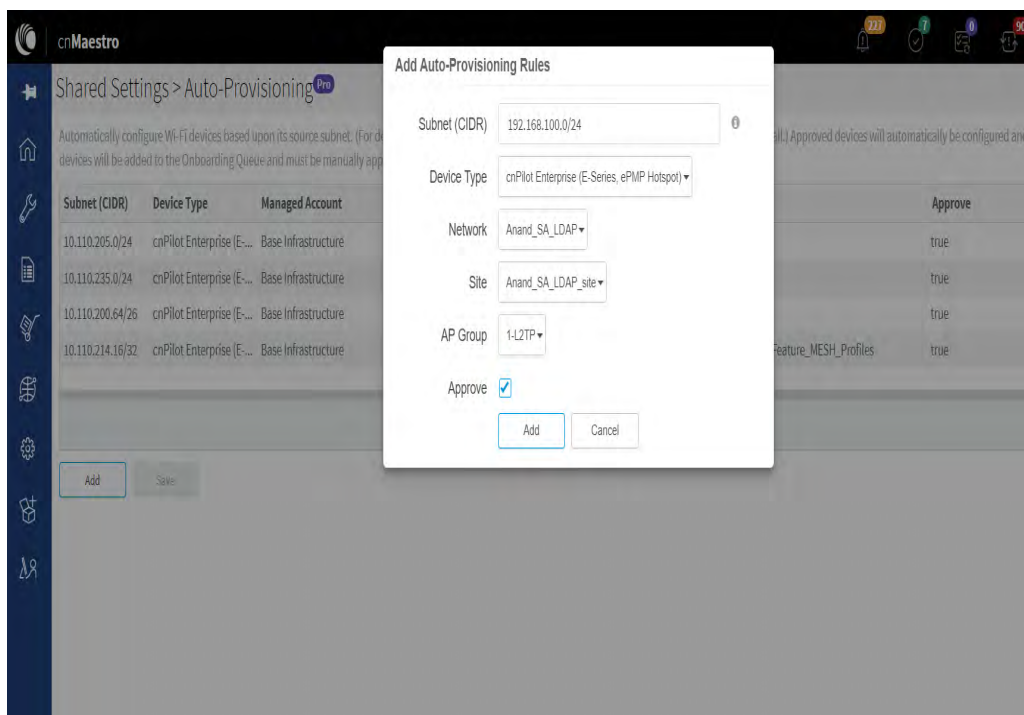 cnMaestro
227
7
0
90
Shared Settings > Auto-Provisioning Pro
Automatically configure Wi-Fi devices based upon its source subnet. (For de
ail.) Approved devices will automatically be configured and
devices will be added to the Onboarding Queue and must be manually app
Subnet (CIDR) Device Type Managed Account Approve
10.110.205.0/24 cnPilot Enterprise (E-... Base Infrastructure true
10.110.235.0/24 cnPilot Enterprise (E-... Base Infrastructure true
10.110.200.64/26 cnPilot Enterprise (E-... Base Infrastructure true
10.110.214.16/32 cnPilot Enterprise (E-... Base Infrastructure Feature_MESH_Profiles true
Add Save
Add Auto-Provisioning Rules
Subnet (CIDR) 192.168.100.0/24
Device Type cnPilot Enterprise (E-Series, ePMP Hotspot)
Network Anand_SA_LDAP
Site Anand_SA_LDAP_site
AP Group 1-L2TP
Approve
Add Cancel